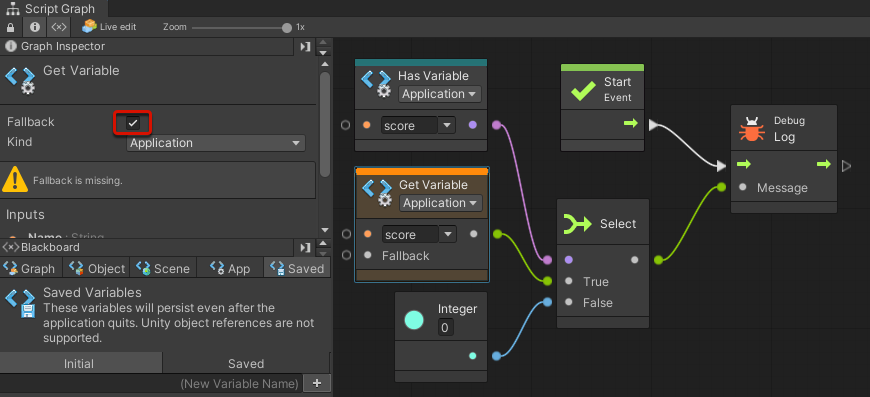 Script Graph
Live edit
Zoom
1x
Graph Inspector
Get Variable
Fallback
Kind
Application
Fallback is missing.
Inputs
Name : String
Blackboard
Graph
Object
Scene
App
Saved
Saved Variables
These variables will persist even after the
application quits. Unity object references are not
supported.
Initial
Saved
(New Variable Name)
+
Has Variable
Application
score
Get Variable
Application
score
Fallback
Integer
0
Start
Event
Select
True
False
Debug
Log
Message